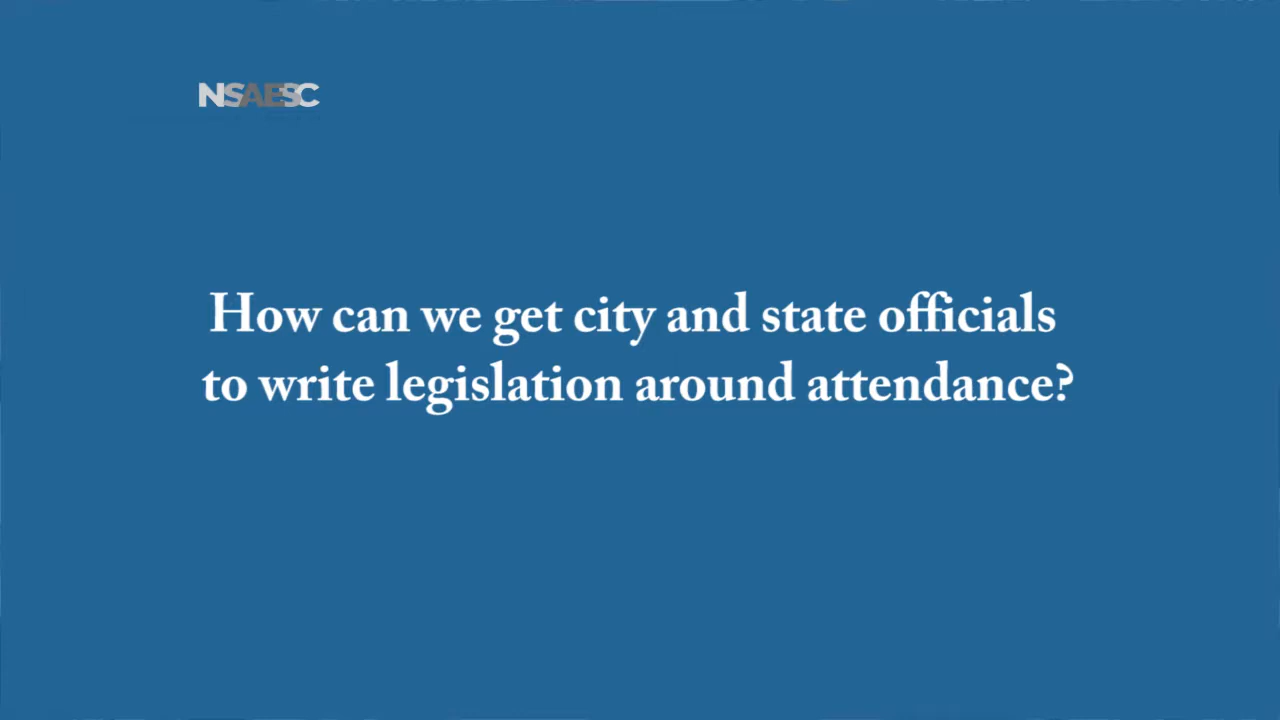 NSAESC
How can we get city and state officials
to write legislation around attendance?